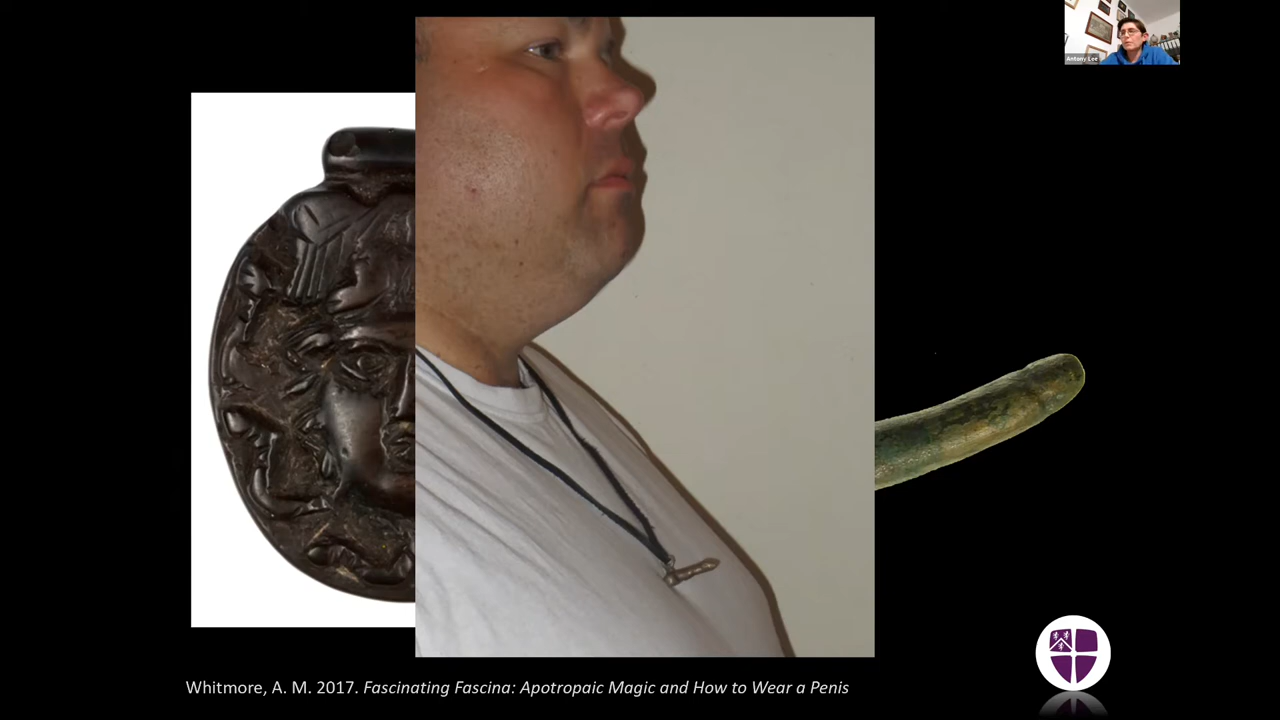 Antony Lee
Whitmore, A. M. 2017. Fascinating Fascina: Apotropaic Magic and How to Wear a Penis